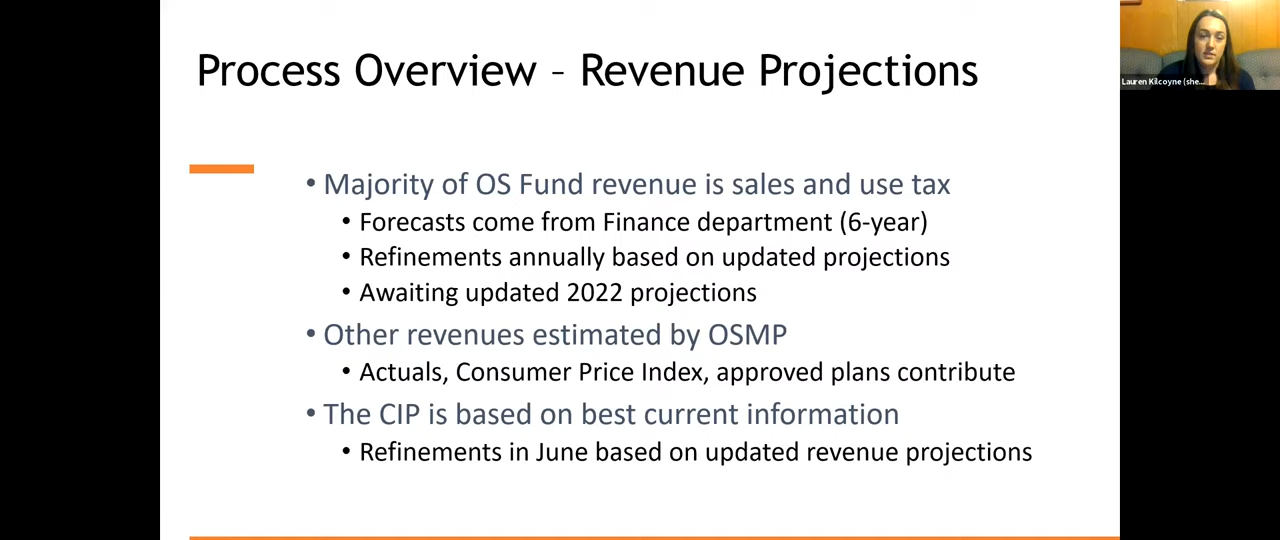 Process Overview – Revenue Projections
Lauren Kilcoyne (she...
• Majority of OS Fund revenue is sales and use tax
• Forecasts come from Finance department (6-year)
• Refinements annually based on updated projections
• Awaiting updated 2022 projections
• Other revenues estimated by OSMP
• Actuals, Consumer Price Index, approved plans contribute
• The CIP is based on best current information
• Refinements in June based on updated revenue projections